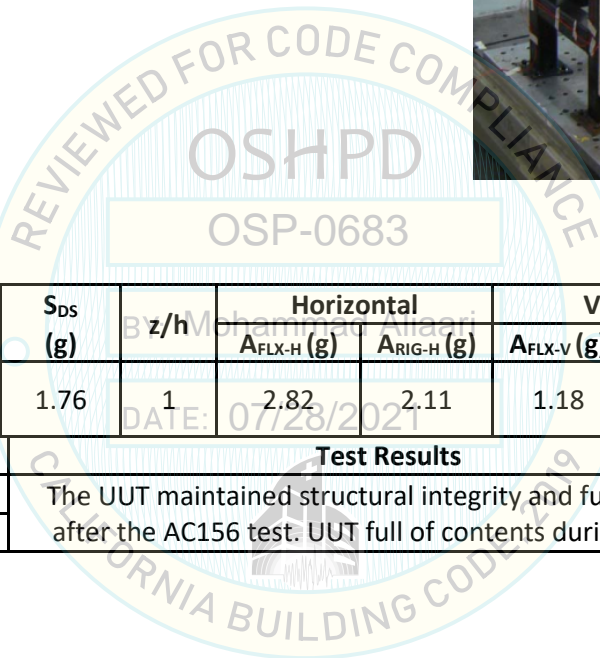 REVIEWED FOR CODE COMPLIANCE
OSHPD
OSP-0683
BY: Mohammad Aliaari
DATE: 07/28/2021
CALIFORNIA BUILDING CODE 2019
SDS (g) z/h Horizontal V
AFLX-H (g) ARIG-H (g) AFLX-V (g)
1.76 1 2.82 2.11 1.18
Test Results
The UUT maintained structural integrity and fu
after the AC156 test. UUT full of contents duri